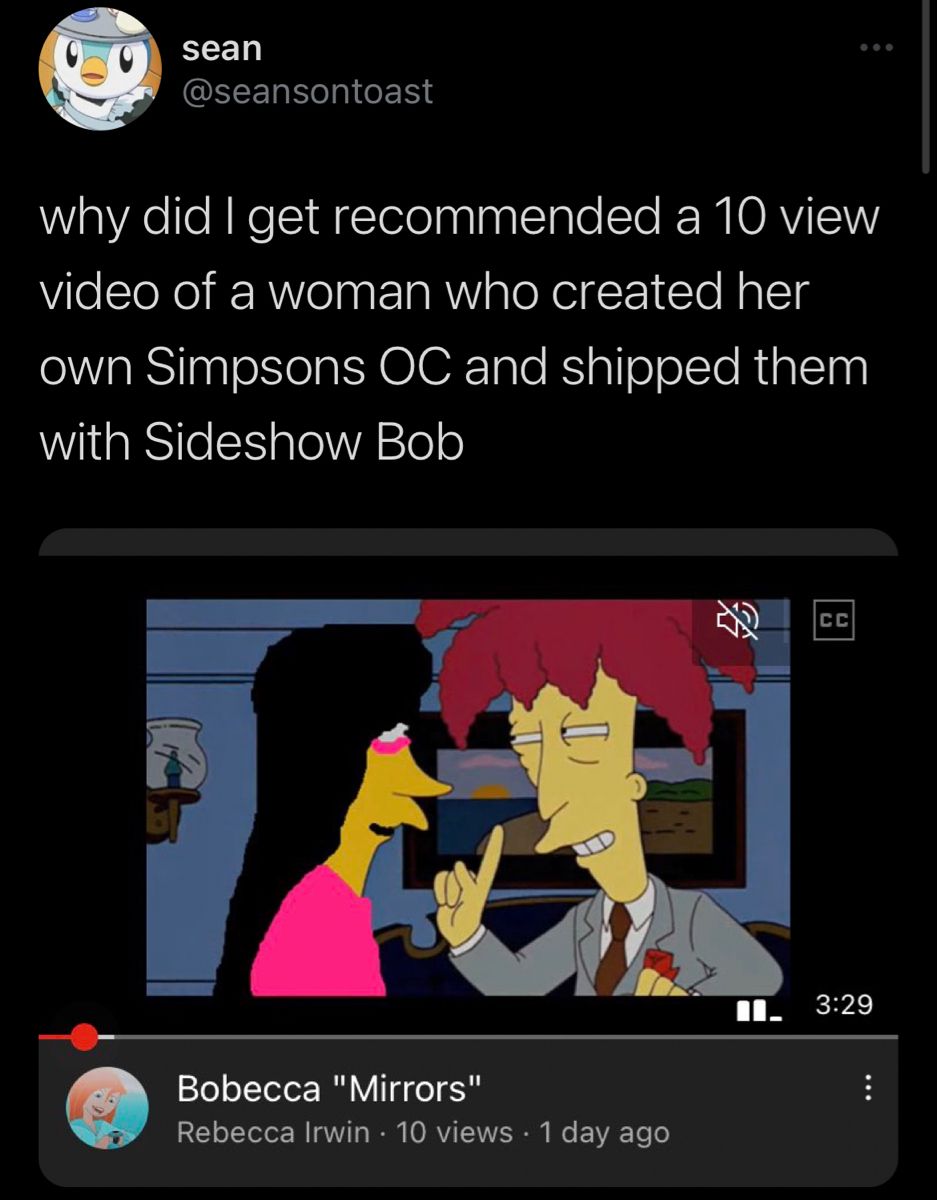 sean
@seansontoast
why did I get recommended a 10 view
video of a woman who created her
own Simpsons OC and shipped them
with Sideshow Bob
CC
3:29
Bobecca "Mirrors"
Rebecca Irwin · 10 views · 1 day ago